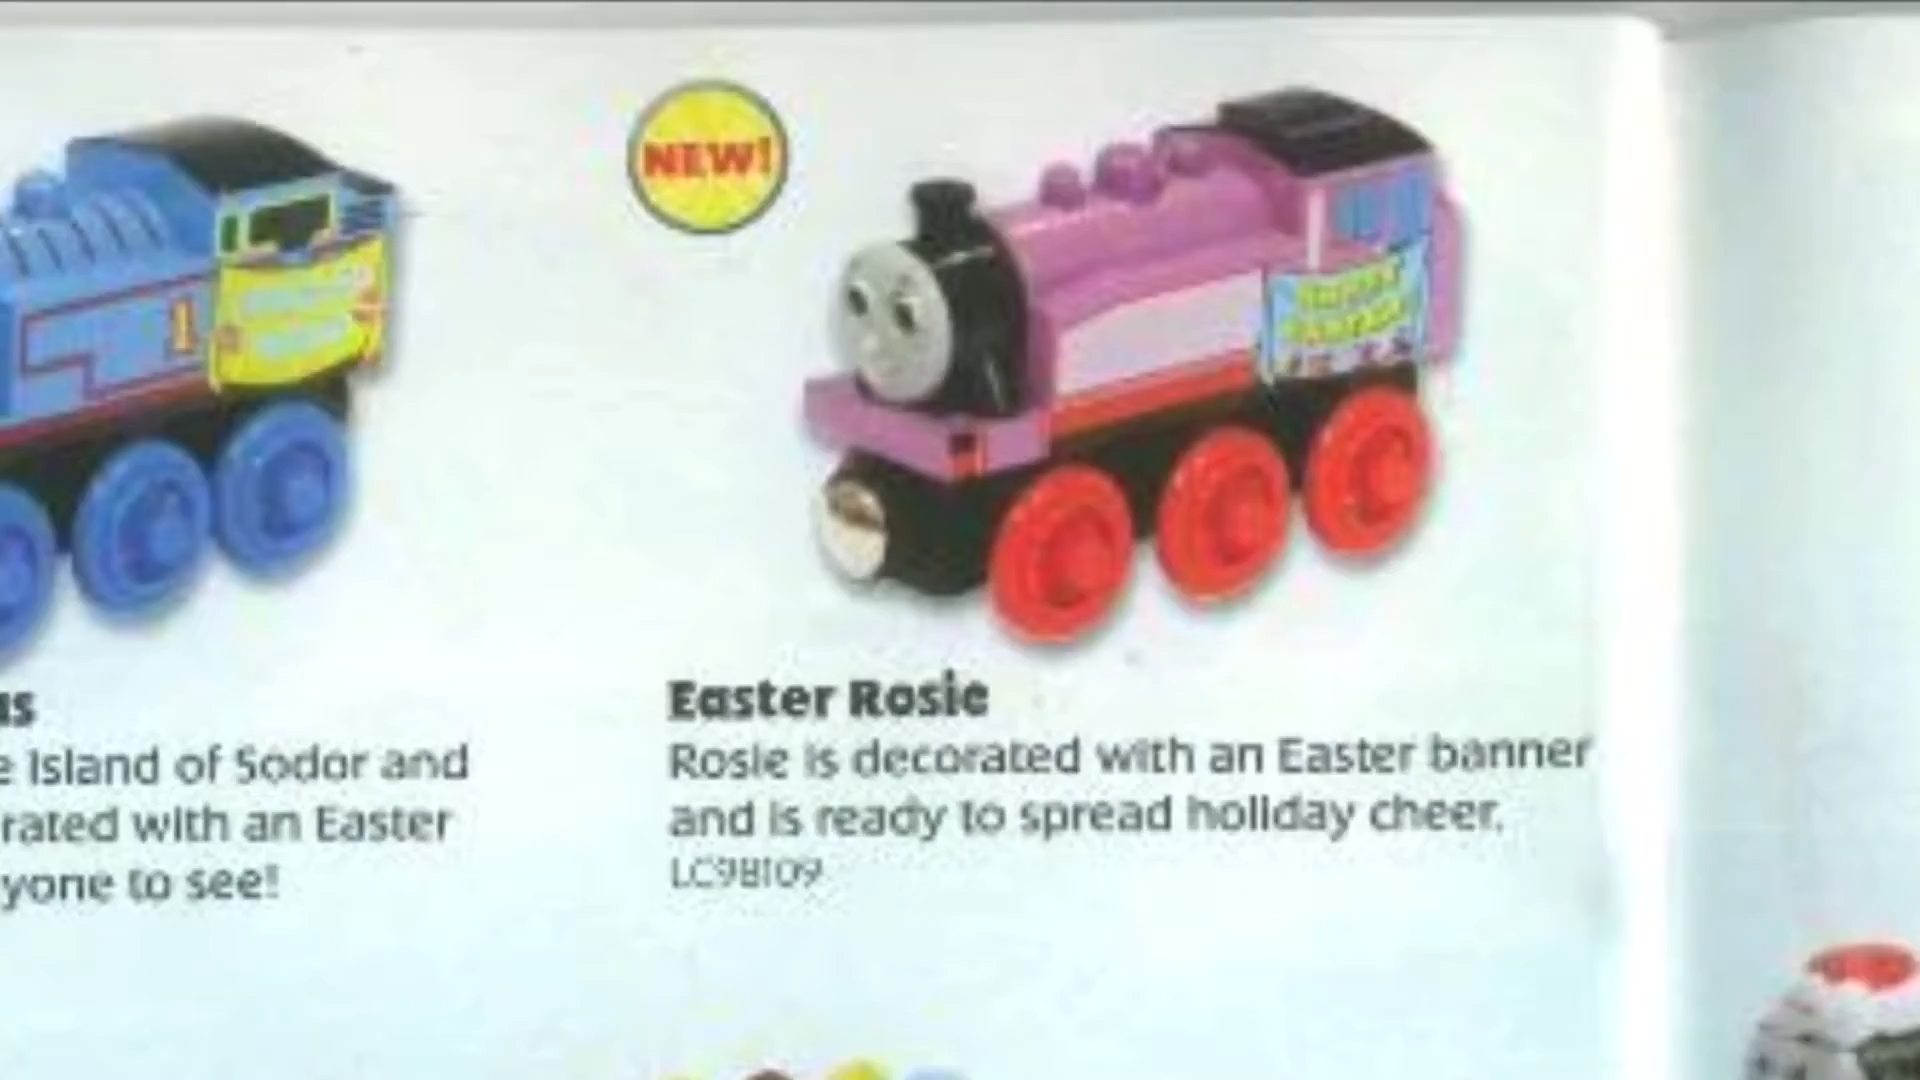 NEW!
1
us
e Island of Sodor and
rated with an Easter
yone to see!
Easter Rosie
Rosie is decorated with an Easter banner
and is ready to spread holiday cheer.
LC98109